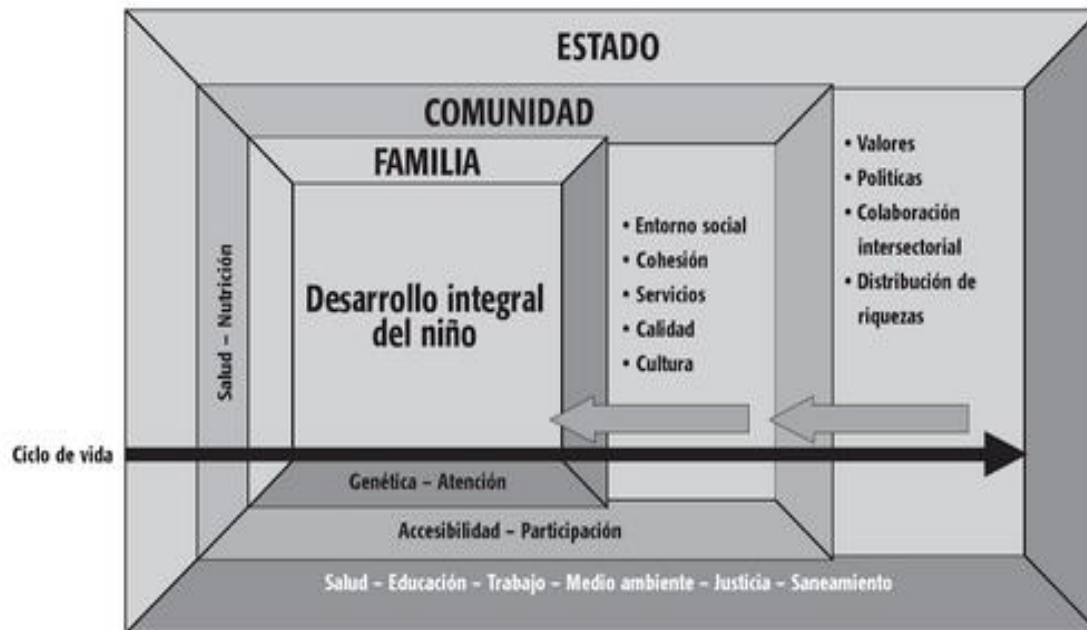 ESTADO
COMUNIDAD
FAMILIA
Desarrollo integral
del niño
Salud – Nutrición
• Entorno social
• Cohesión
• Servicios
• Calidad
• Cultura
• Valores
• Politicas
• Colaboración
intersectorial
• Distribución de
riquezas
Ciclo de vida
Genética – Atención
Accesibilidad – Participación
Salud – Educación – Trabajo – Medio ambiente – Justicia – Saneamiento